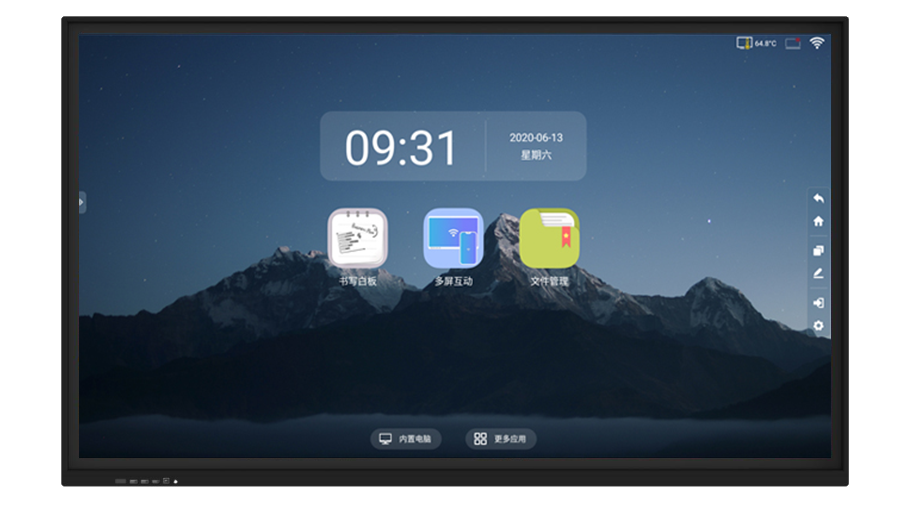 64.8°C
09:31
2020-06-13
星期六
书写白板
多屏互动
文件管理
内置电脑
更多应用